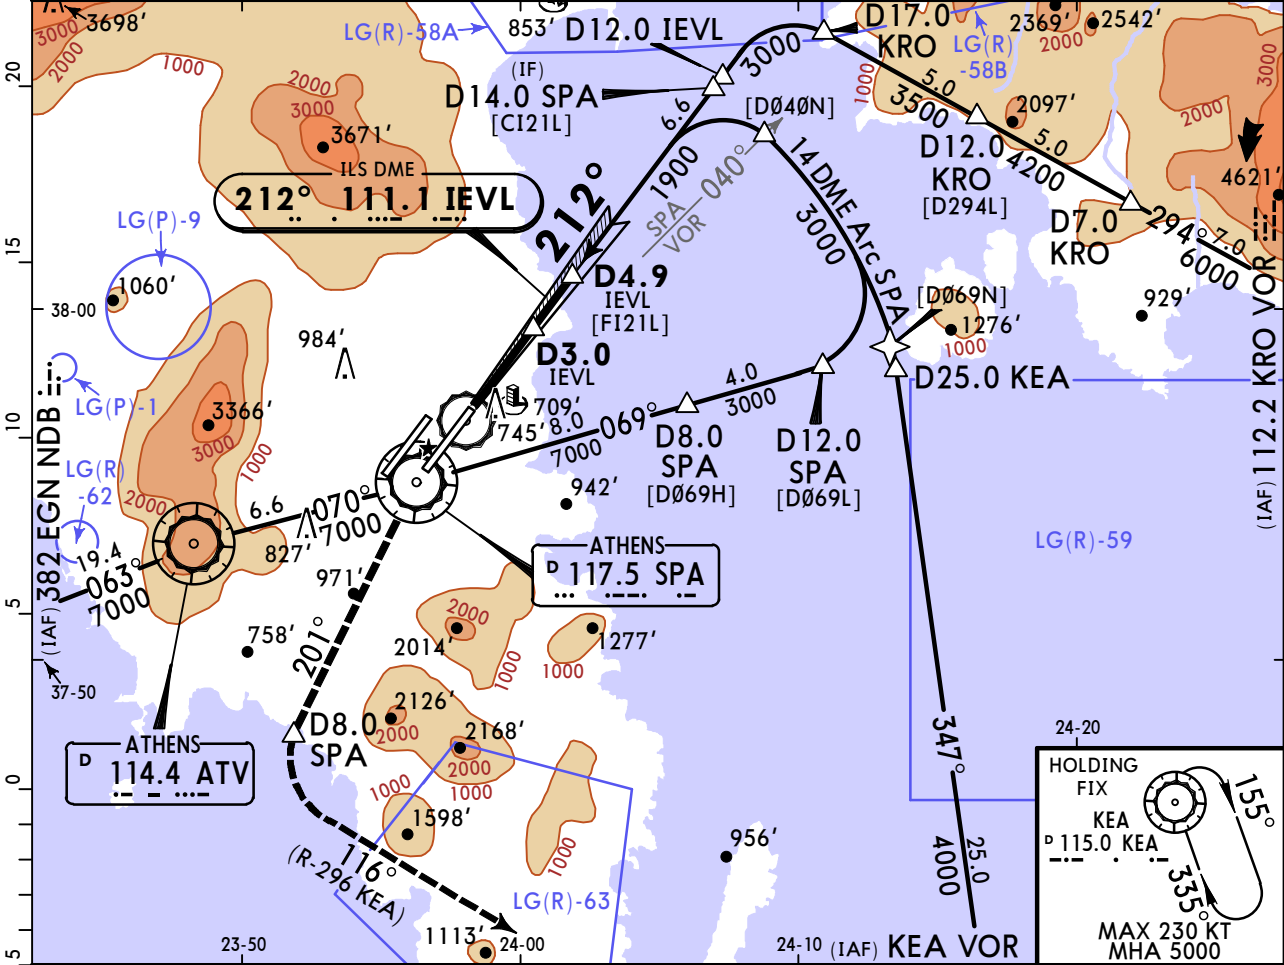 3698'
3000
2000
1000
LG(R)-58A
853'
D12.0 IEVL
3000
D17.0
KRO
LG(R)
-58B
2369'
2542'
2000
1000
3000
20
(IF)
D14.0 SPA
[CI21L]
6.6
[DØ40N]
5.0
3500
2097'
5.0
4200
D12.0
KRO
[D294L]
2000
4621'
2000
3000
3671'
ILS DME
212° 111.1 IEVL
212°
1900
SPA
VOR
040°
14 DME Arc SPA
3000
D7.0
KRO
294°
7.0
6000
LG(P)-9
1060'
15
38-00
984'
D4.9
IEVL
[FI21L]
D3.0
IEVL
[DØ69N]
1276'
1000
929'
D25.0 KEA
LG(P)-1
3366'
3000
1000
2000
10
709'
745'
8.0
7000
069°
4.0
3000
D8.0
SPA
[DØ69H]
D12.0
SPA
[DØ69L]
(IAF) 112.2 KRO VOR
(IAF) 382 EGN NDB
LG(R)
-62
19.4
063°
7000
6.6
070°
7000
827'
942'
ATHENS
D 117.5 SPA
LG(R)-59
971'
5
758'
201°
2000
2014'
1000
1277'
1000
37-50
ATHENS
D 114.4 ATV
D8.0
SPA
2126'
2000
2168'
2000
1000
1000
1598'
1000
0
116°
(R-296 KEA)
LG(R)-63
956'
347°
25.0
4000
24-20
HOLDING
FIX
KEA
D 115.0 KEA
155°
335°
MAX 230 KT
MHA 5000
5
23-50
1113'
24-00
24-10
(IAF) KEA VOR